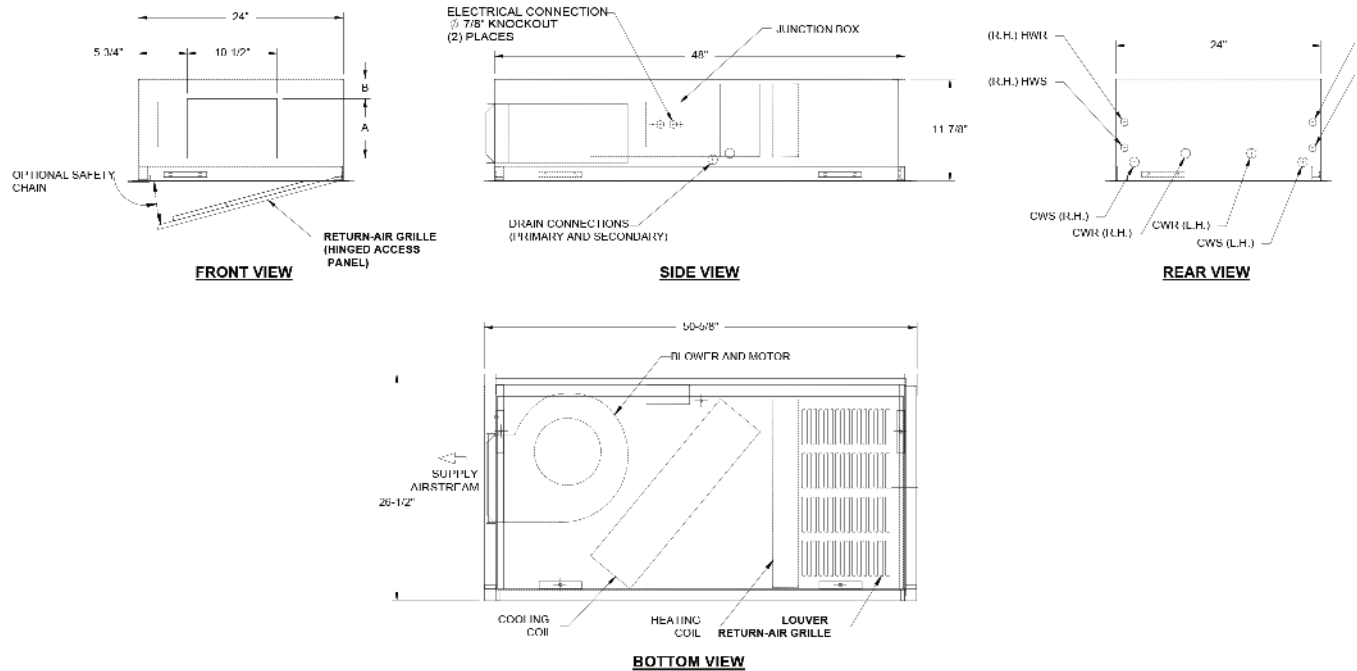 24"
5 3/4"
10 1/2"
B
A
OPTIONAL SAFETY
CHAIN
RETURN-AIR GRILLE
(HINGED ACCESS
PANEL)
FRONT VIEW
ELECTRICAL CONNECTION
∅ 7/8" KNOCKOUT
(2) PLACES
JUNCTION BOX
48"
11 7/8"
DRAIN CONNECTIONS
(PRIMARY AND SECONDARY)
SIDE VIEW
(R.H.) HWR
24"
(R.H.) HWS
CWS (R.H.)
CWR (R.H.)
CWR (L.H.)
CWS (L.H.)
REAR VIEW
50-5/8"
BLOWER AND MOTOR
SUPPLY
AIRSTREAM
26-1/2"
COOLING
COIL
HEATING
COIL
LOUVER
RETURN-AIR GRILLE
BOTTOM VIEW